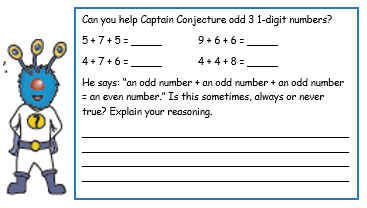 Can you help Captain Conjecture odd 3 1-digit numbers?
5 + 7 + 5 = _____ 9 + 6 + 6 = _____
4 + 7 + 6 = _____ 4 + 4 + 8 = _____
He says: “an odd number + an odd number + an odd number
= an even number.” Is this sometimes, always or never
true? Explain your reasoning.
?